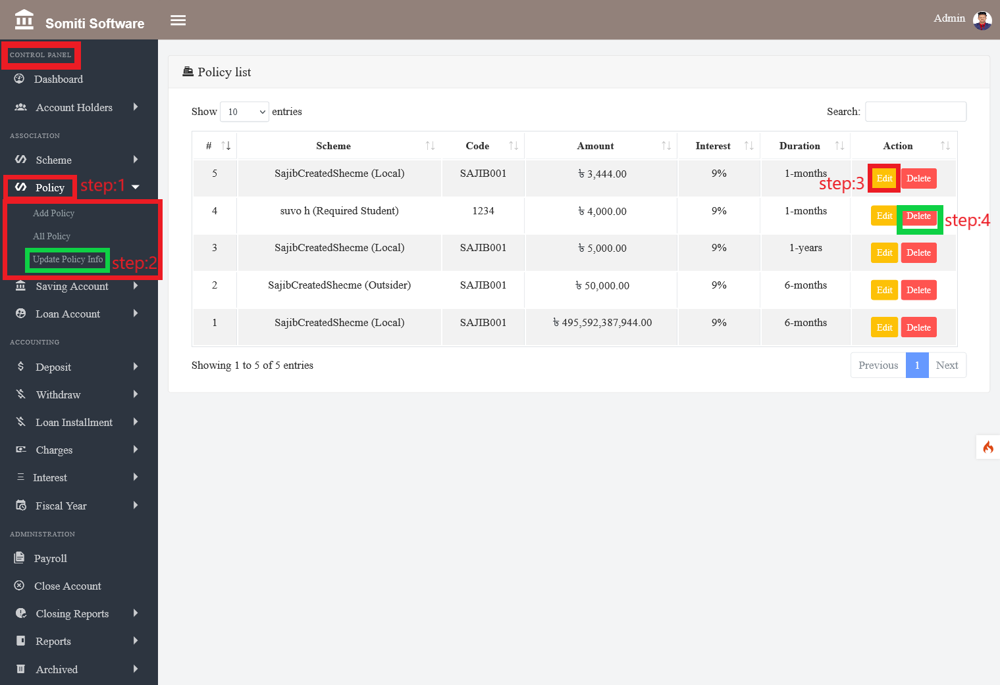 Somiti Software
Admin
CONTROL PANEL
Dashboard
Account Holders
ASSOCIATION
Scheme
Policy step:1
Add Policy
All Policy
Update Policy Info step:2
Saving Account
Loan Account
ACCOUNTING
Deposit
Withdraw
Loan Installment
Charges
Interest
Fiscal Year
ADMINISTRATION
Payroll
Close Account
Closing Reports
Reports
Archived
Policy list
Show 10 entries Search:
# Scheme Code Amount Interest Duration Action
5 SajibCreatedShecme (Local) SAJIB001 ৳ 3,444.00 9% 1-months step:3 Edit Delete
4 suvo h (Required Student) 1234 ৳ 4,000.00 9% 1-months Edit Delete step:4
3 SajibCreatedShecme (Local) SAJIB001 ৳ 5,000.00 9% 1-years Edit Delete
2 SajibCreatedShecme (Outsider) SAJIB001 ৳ 50,000.00 9% 6-months Edit Delete
1 SajibCreatedShecme (Local) SAJIB001 ৳ 495,592,387,944.00 9% 6-months Edit Delete
Showing 1 to 5 of 5 entries Previous 1 Next